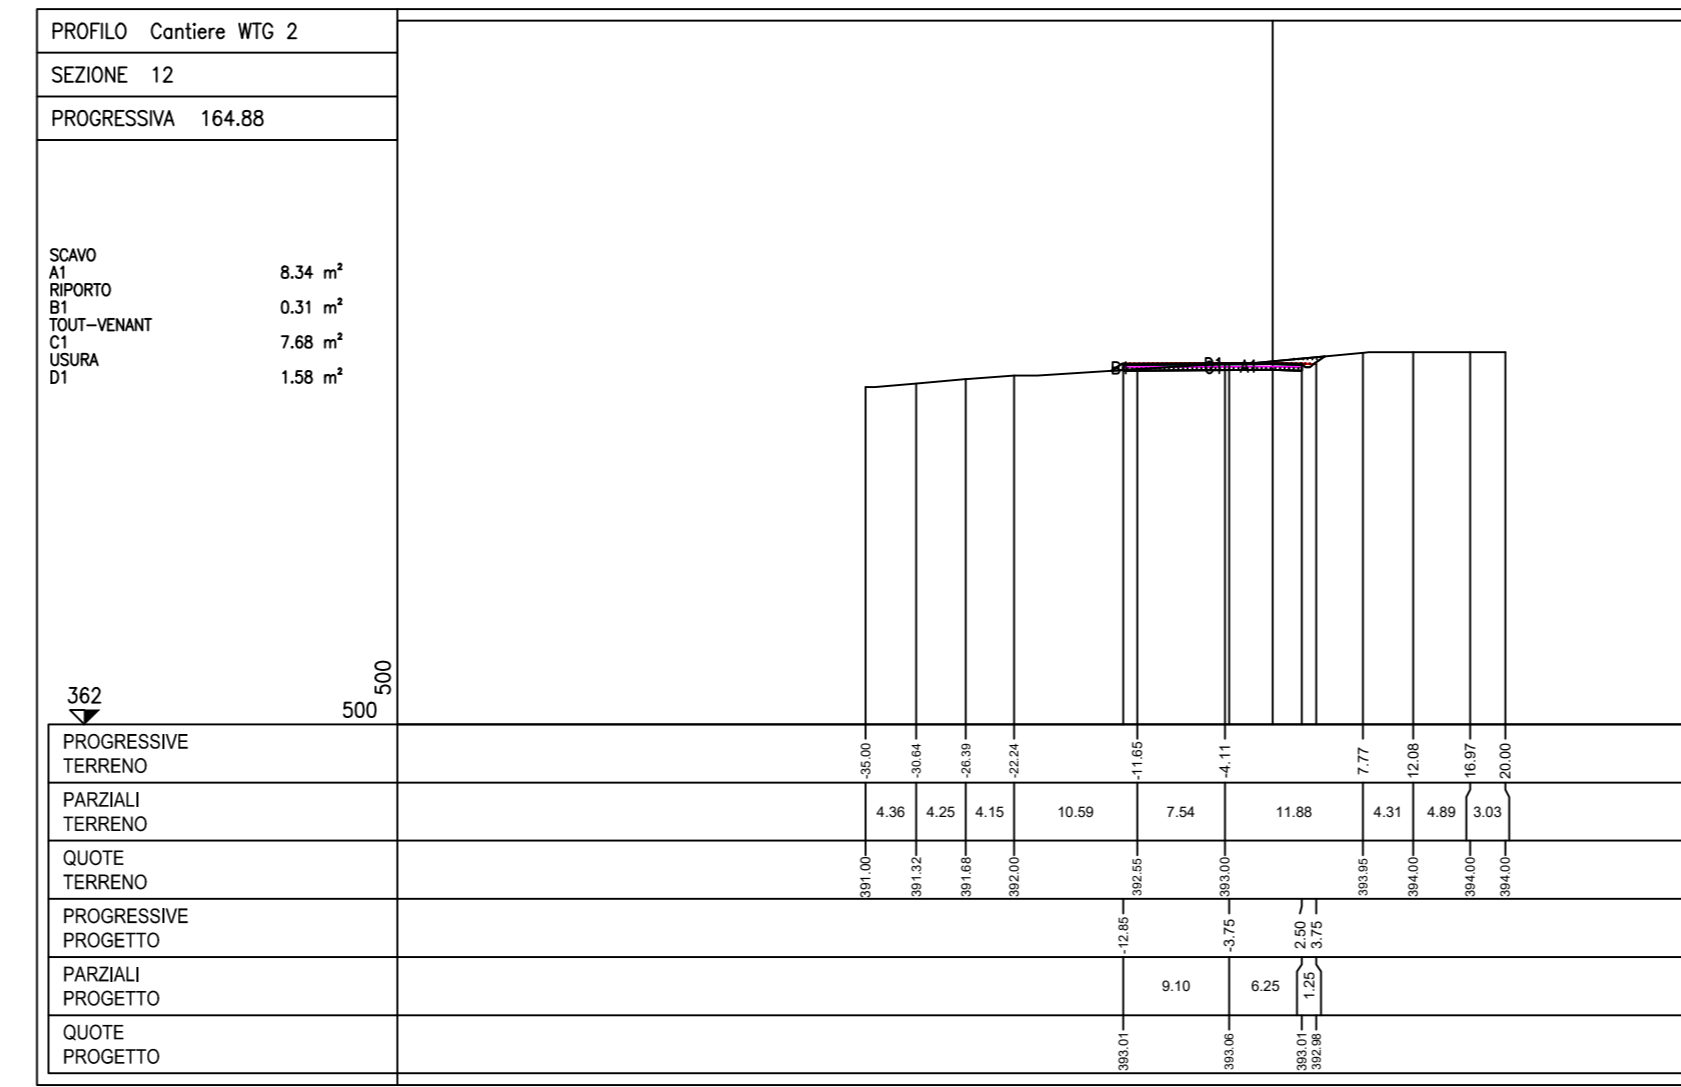 PROFILO Cantiere WTG 2
SEZIONE 12
PROGRESSIVA 164.88
SCAVO
A1 8.34 m²
RIPORTO
B1 0.31 m²
TOUT-VENANT
C1 7.68 m²
USURA
D1 1.58 m²
B1 D1 A1
362 500 500
PROGRESSIVE
TERRENO
-35.00 -30.64 -26.39 -22.24 -11.65 -4.11 7.77 12.08 16.97 20.00
PARZIALI
TERRENO
4.36 4.25 4.15 10.59 7.54 11.88 4.31 4.89 3.03
QUOTE
TERRENO
391.00 391.32 391.68 392.00 392.55 393.00 393.95 394.00 394.00 394.00
PROGRESSIVE
PROGETTO
-12.85 -3.75 2.50 3.75
PARZIALI
PROGETTO
9.10 6.25 1.25
QUOTE
PROGETTO
393.01 393.06 393.01 392.98